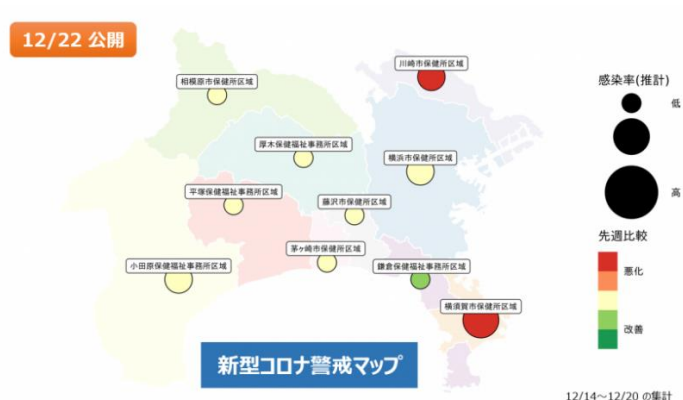 12/22 公開
川崎市保健所区域
相模原市保健所区域
厚木保健福祉事務所区域
横浜市保健所区域
平塚保健福祉事務所区域
藤沢市保健所区域
茅ヶ崎市保健所区域
小田原保健福祉事務所区域
鎌倉保健福祉事務所区域
横須賀市保健所区域
感染率(推計)
低
高
先週比較
悪化
改善
新型コロナ警戒マップ
12/14～12/20 の集計